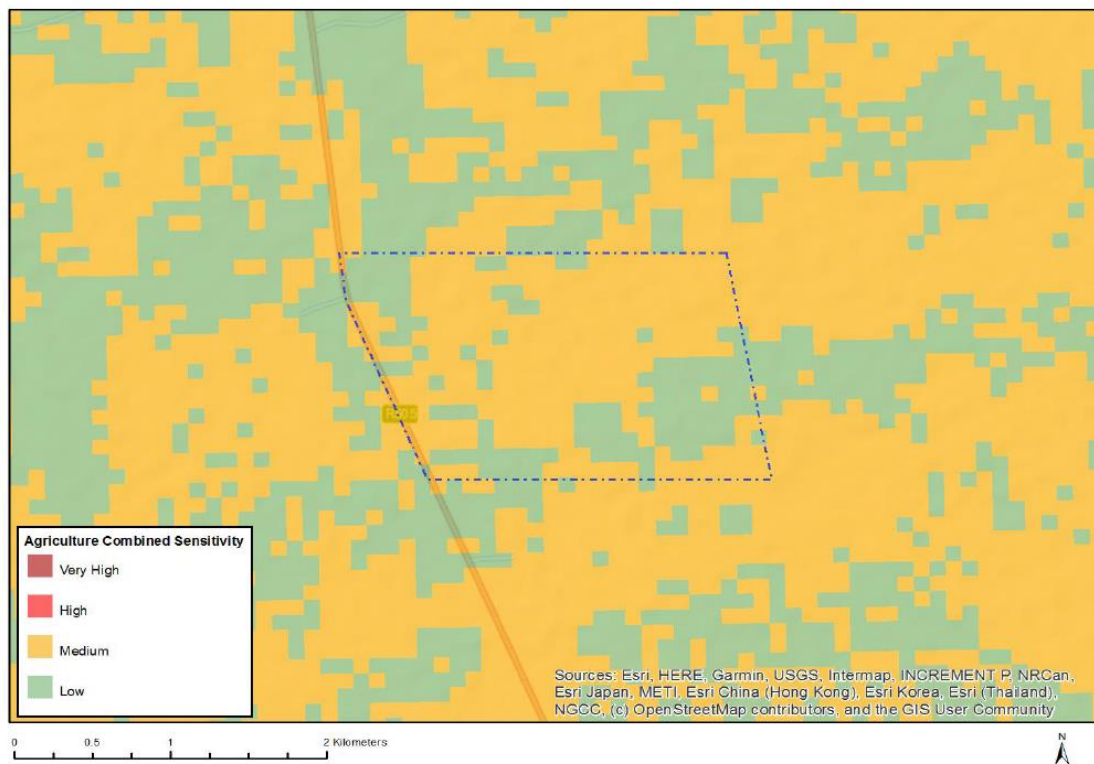 Agriculture Combined Sensitivity
Very High
High
Medium
Low
Sources: Esri, HERE, Garmin, USGS, Intermap, INCREMENT P, NRCan,
Esri Japan, METI, Esri China (Hong Kong), Esri Korea, Esri (Thailand),
NGCC, (c) OpenStreetMap contributors, and the GIS User Community
0 0.5 1 2 Kilometers
N